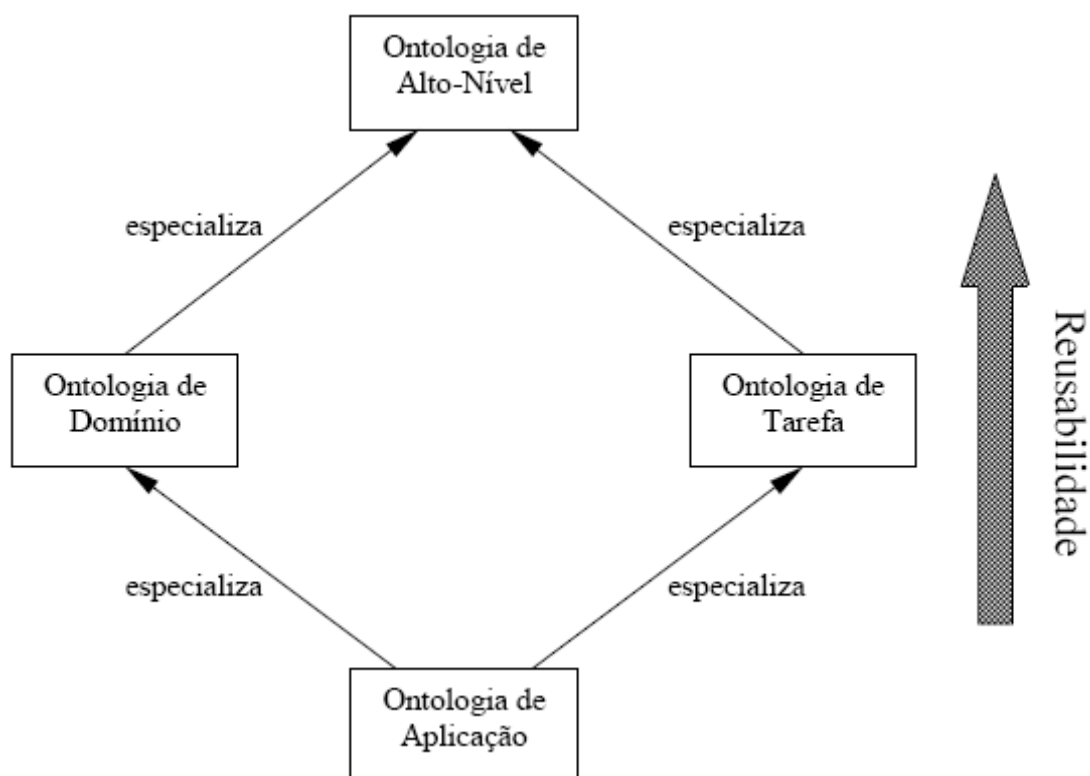 Ontologia de
Alto-Nível
especializa
especializa
Ontologia de
Domínio
Ontologia de
Tarefa
Reusabilidade
especializa
especializa
Ontologia de
Aplicação